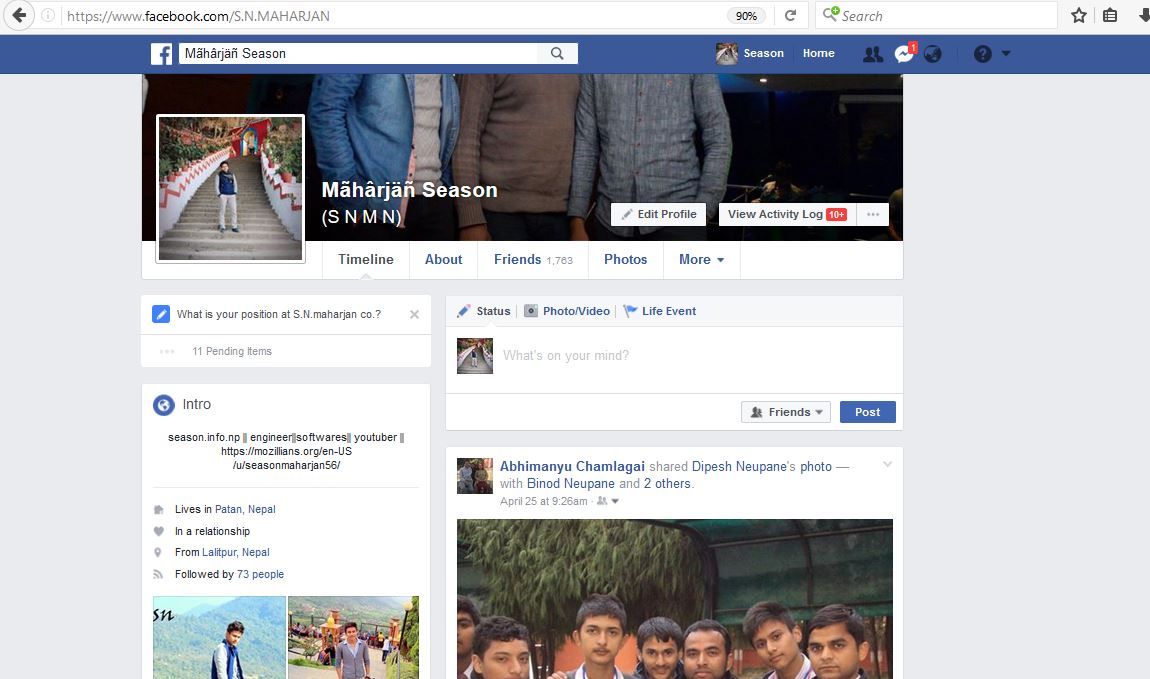 https://www.facebook.com/S.N.MAHARJAN
90%
Search
f
Mãhârjäñ Season
Season
Home
1
?
Mãhârjäñ Season
(S N M N)
Edit Profile
View Activity Log 10+
Timeline
About
Friends 1,763
Photos
More
What is your position at S.N.maharjan co.?
11 Pending Items
Intro
season.info.np || engineer||softwares|| youtuber ||
https://mozillians.org/en-US
/u/seasonmaharjan56/
Lives in Patan, Nepal
In a relationship
From Lalitpur, Nepal
Followed by 73 people
sn
Status
Photo/Video
Life Event
What's on your mind?
Friends
Post
Abhimanyu Chamlagai shared Dipesh Neupane's photo —
with Binod Neupane and 2 others.
April 25 at 9:26am ·